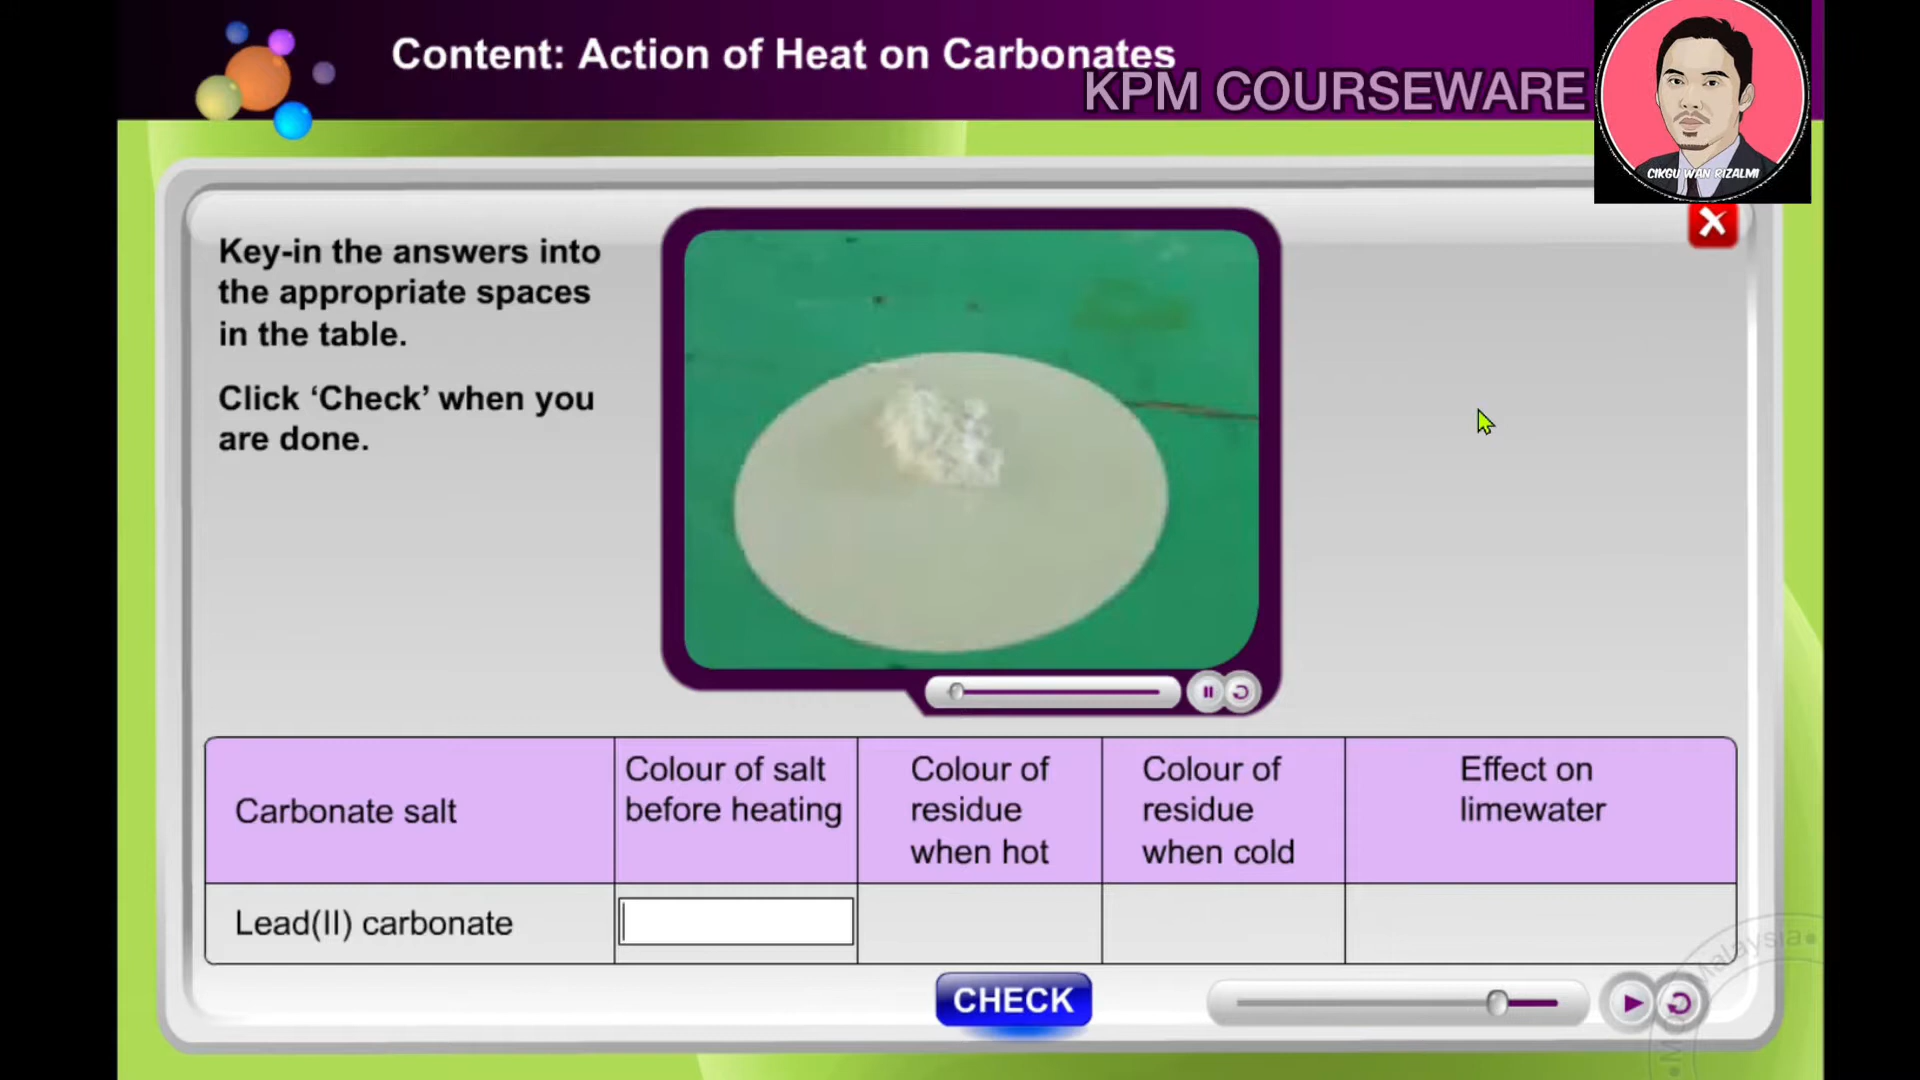 Content: Action of Heat on Carbonates
KPM COURSEWARE
CIKGU WAN RIZALMI
Key-in the answers into
the appropriate spaces
in the table.
Click ‘Check’ when you
are done.
Carbonate salt
Colour of salt
before heating
Colour of
residue
when hot
Colour of
residue
when cold
Effect on
limewater
Lead(II) carbonate
CHECK
Malaysia